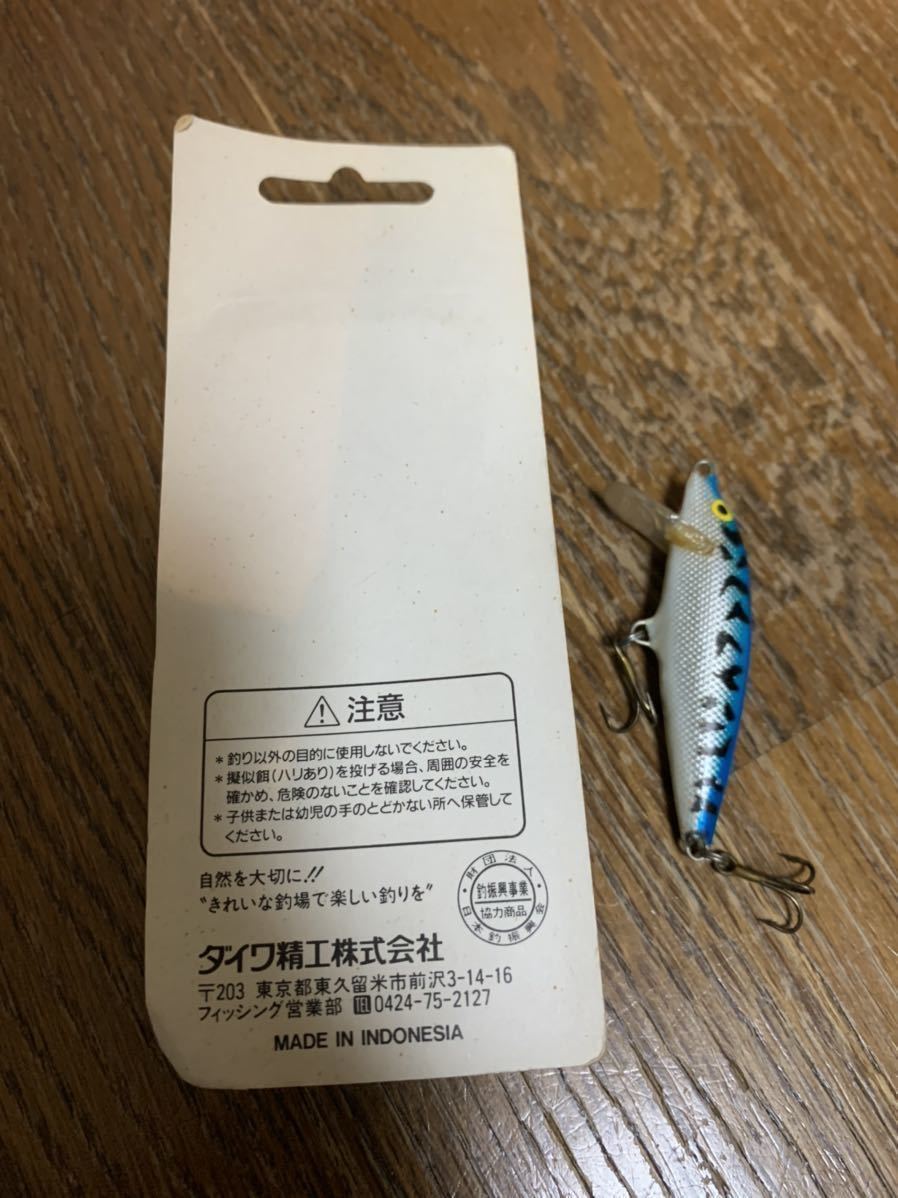 注意
*釣り以外の目的に使用しないでください。
*擬似餌(ハリあり)を投げる場合、周囲の安全を
確かめ、危険のないことを確認してください。
*子供または幼児の手のとどかない所へ保管して
ください。
自然を大切に!!
"きれいな釣場で楽しい釣りを"
財団法人
釣振興事業
協力商品
日本釣振興会
ダイワ精工株式会社
〒203 東京都東久留米市前沢3-14-16
フィッシング営業部 TEL0424-75-2127
MADE IN INDONESIA